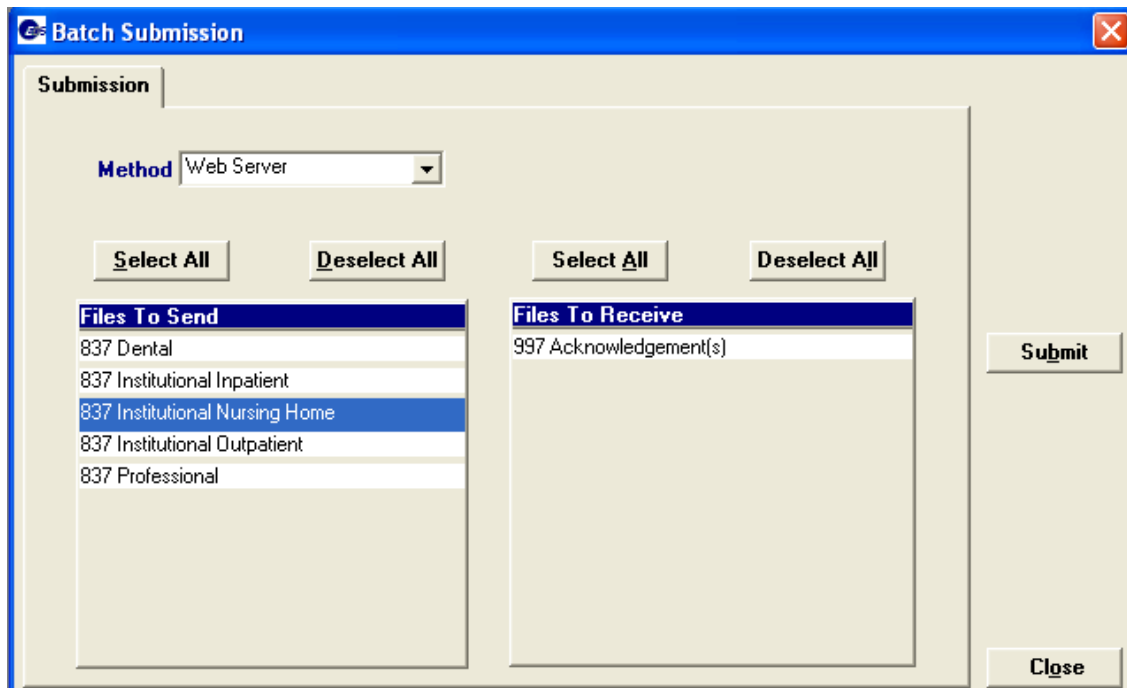 Batch Submission
Submission
Method Web Server
Select All Deselect All Select All Deselect All
Files To Send
837 Dental
837 Institutional Inpatient
837 Institutional Nursing Home
837 Institutional Outpatient
837 Professional
Files To Receive
997 Acknowledgement(s)
Submit
Close